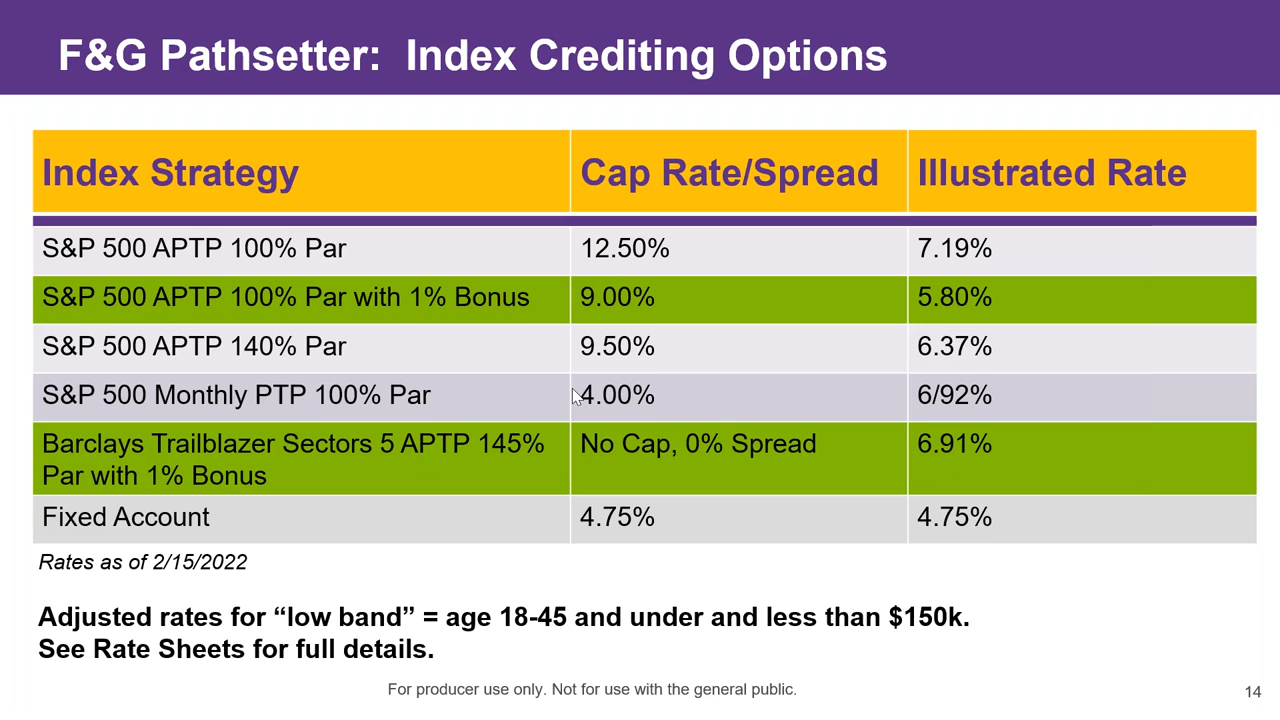 F&G Pathsetter:  Index Crediting Options
Index Strategy Cap Rate/Spread Illustrated Rate
S&P 500 APTP 100% Par 12.50% 7.19%
S&P 500 APTP 100% Par with 1% Bonus 9.00% 5.80%
S&P 500 APTP 140% Par 9.50% 6.37%
S&P 500 Monthly PTP 100% Par 4.00% 6/92%
Barclays Trailblazer Sectors 5 APTP 145% No Cap, 0% Spread 6.91%
Par with 1% Bonus
Fixed Account 4.75% 4.75%
Rates as of 2/15/2022
Adjusted rates for “low band” = age 18-45 and under and less than $150k.
See Rate Sheets for full details.
For producer use only. Not for use with the general public.
14